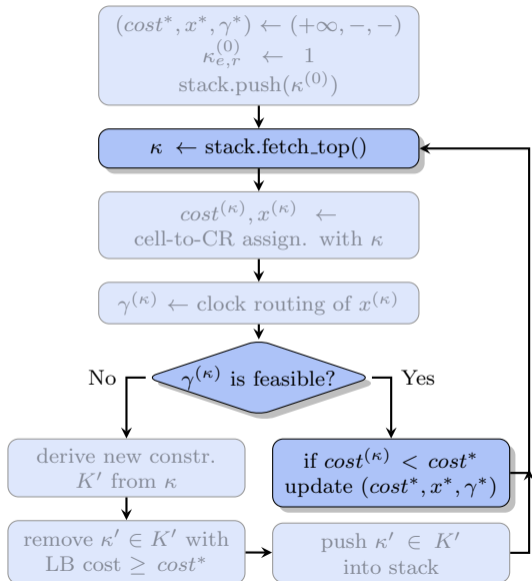 (cost*, x*, γ*) ← (+∞, −, −)
κ_{e,r}^{(0)} ← 1
stack.push(κ^{(0)})
κ ← stack.fetch_top()
cost^{(κ)}, x^{(κ)} ←
cell-to-CR assign. with κ
γ^{(κ)} ← clock routing of x^{(κ)}
No
γ^{(κ)} is feasible?
Yes
derive new constr.
K′ from κ
if cost^{(κ)} < cost*
update (cost*, x*, γ*)
remove κ′ ∈ K′ with
LB cost ≥ cost*
push κ′ ∈ K′
into stack